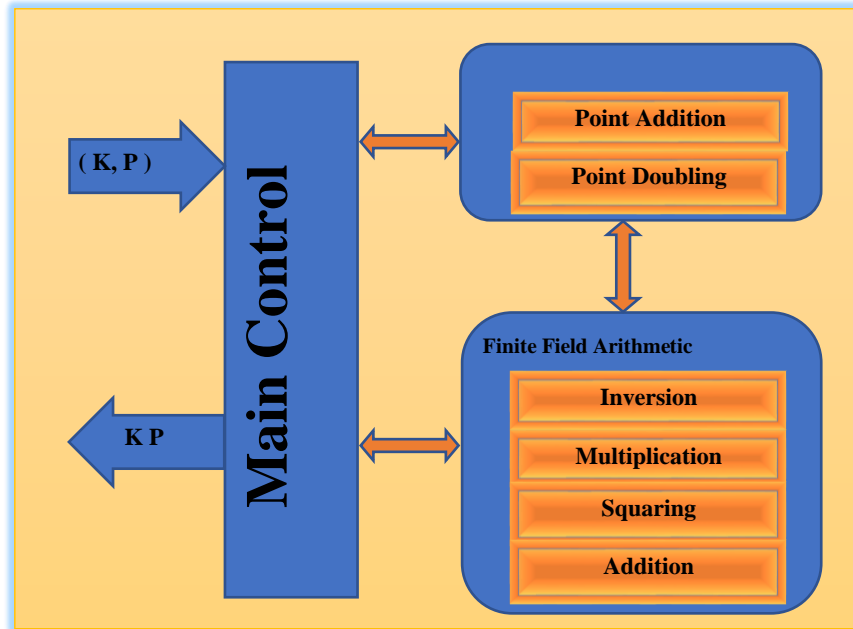 ( K, P )
K P
Main Control
Point Addition
Point Doubling
Finite Field Arithmetic
Inversion
Multiplication
Squaring
Addition